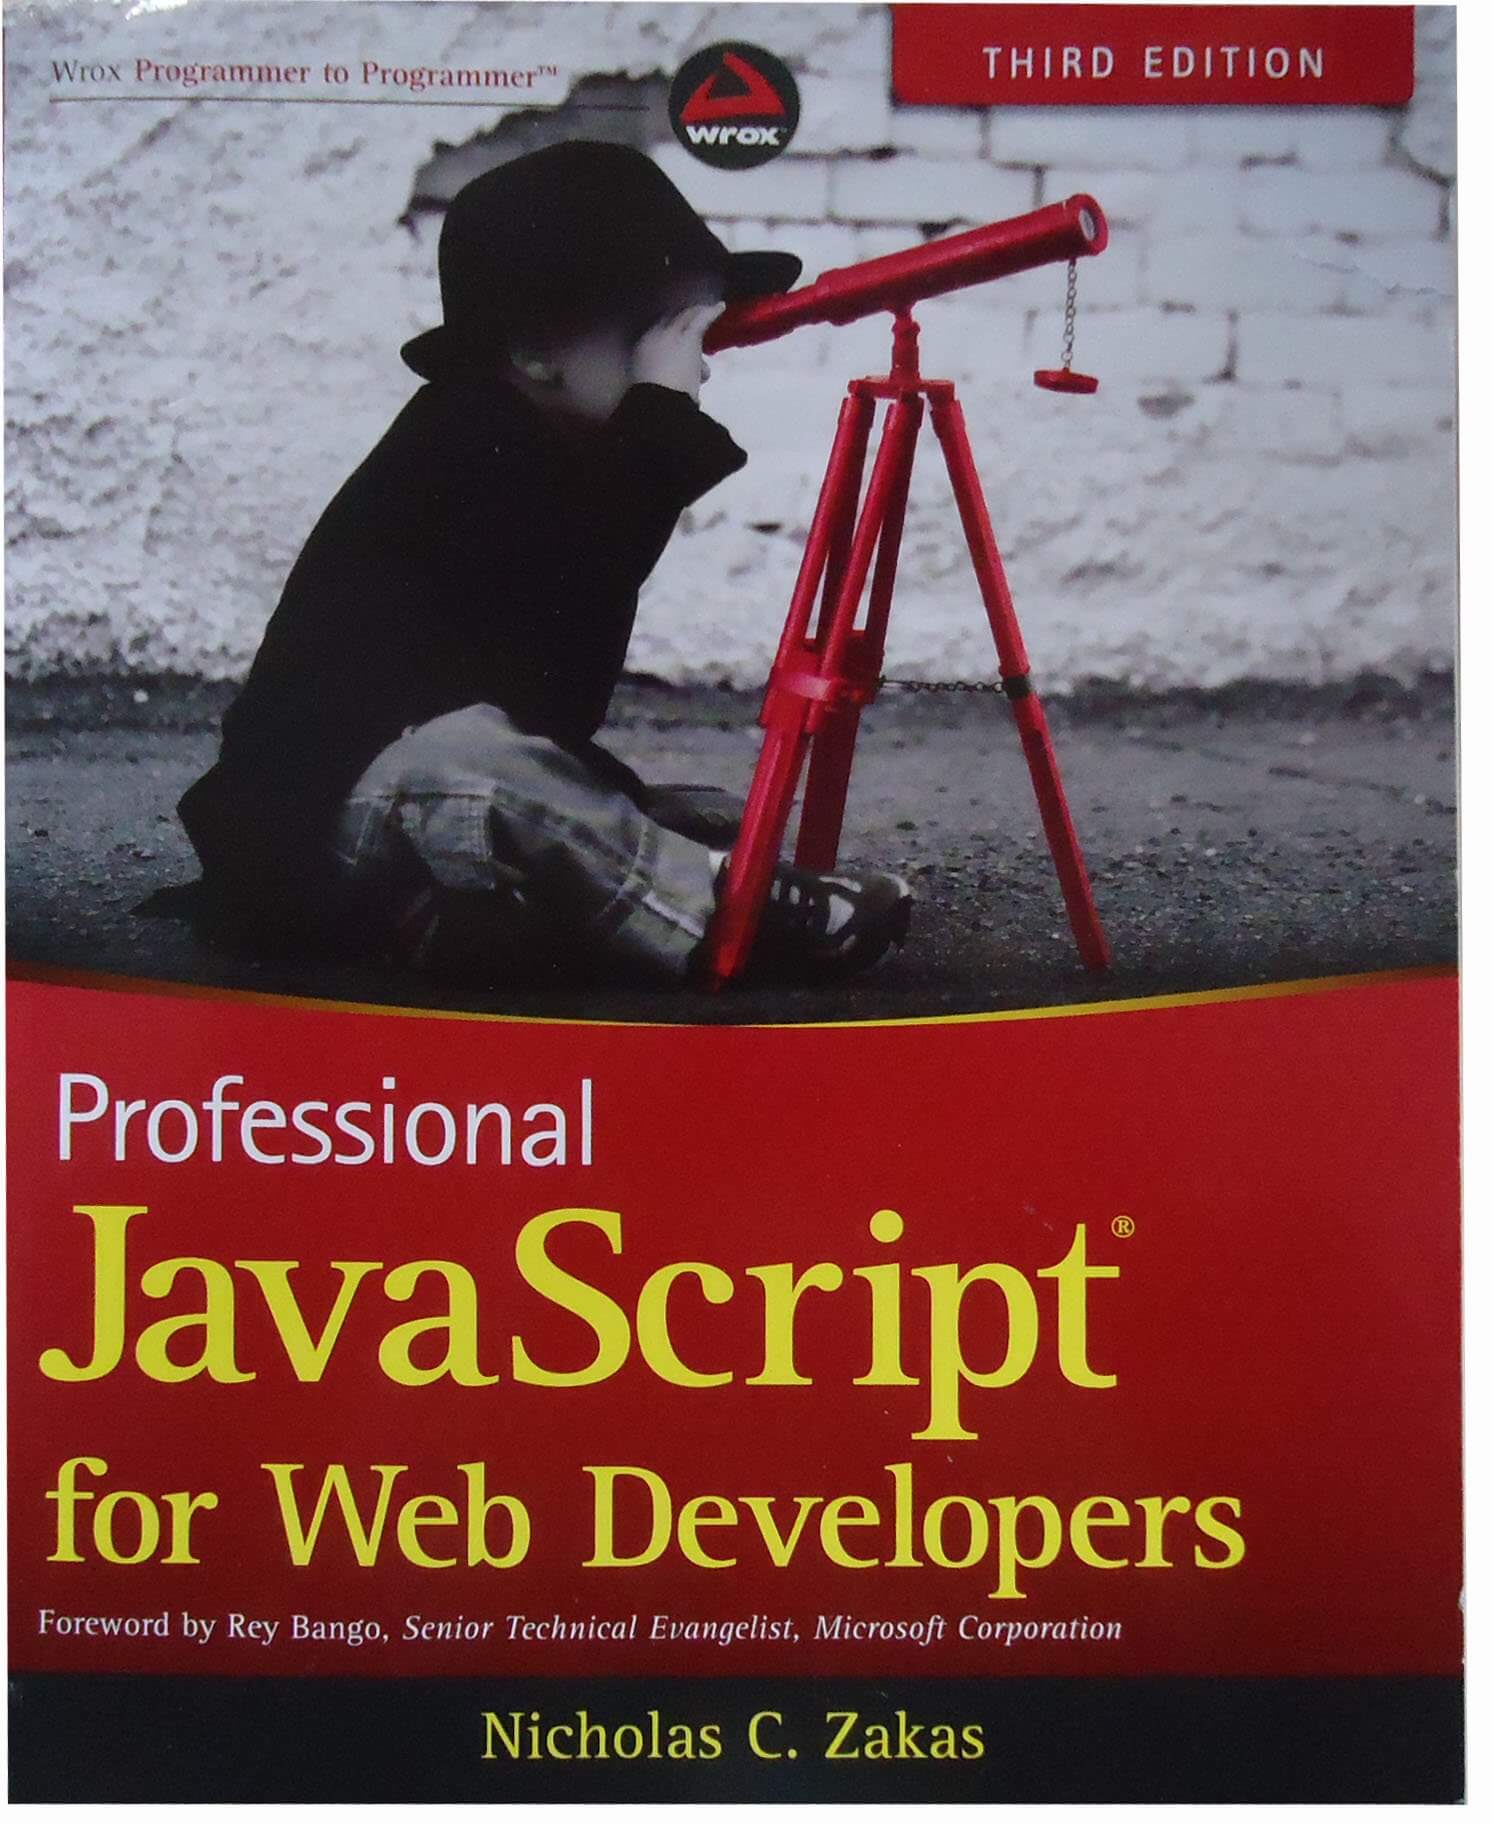 Wrox Programmer to Programmer™
wrox™
THIRD EDITION
Professional
JavaScript®
for Web Developers
Foreword by Rey Bango, Senior Technical Evangelist, Microsoft Corporation
Nicholas C. Zakas